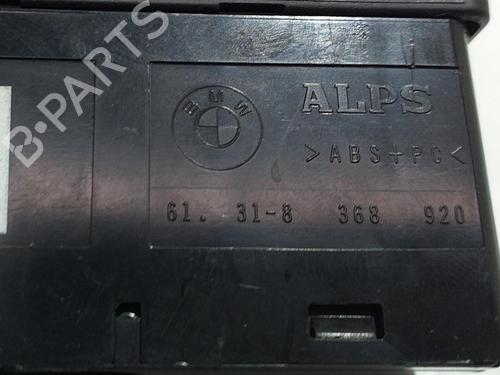 B-PARTS
BMW
ALPS
>ABS+PC<
61. 31-8 368 920